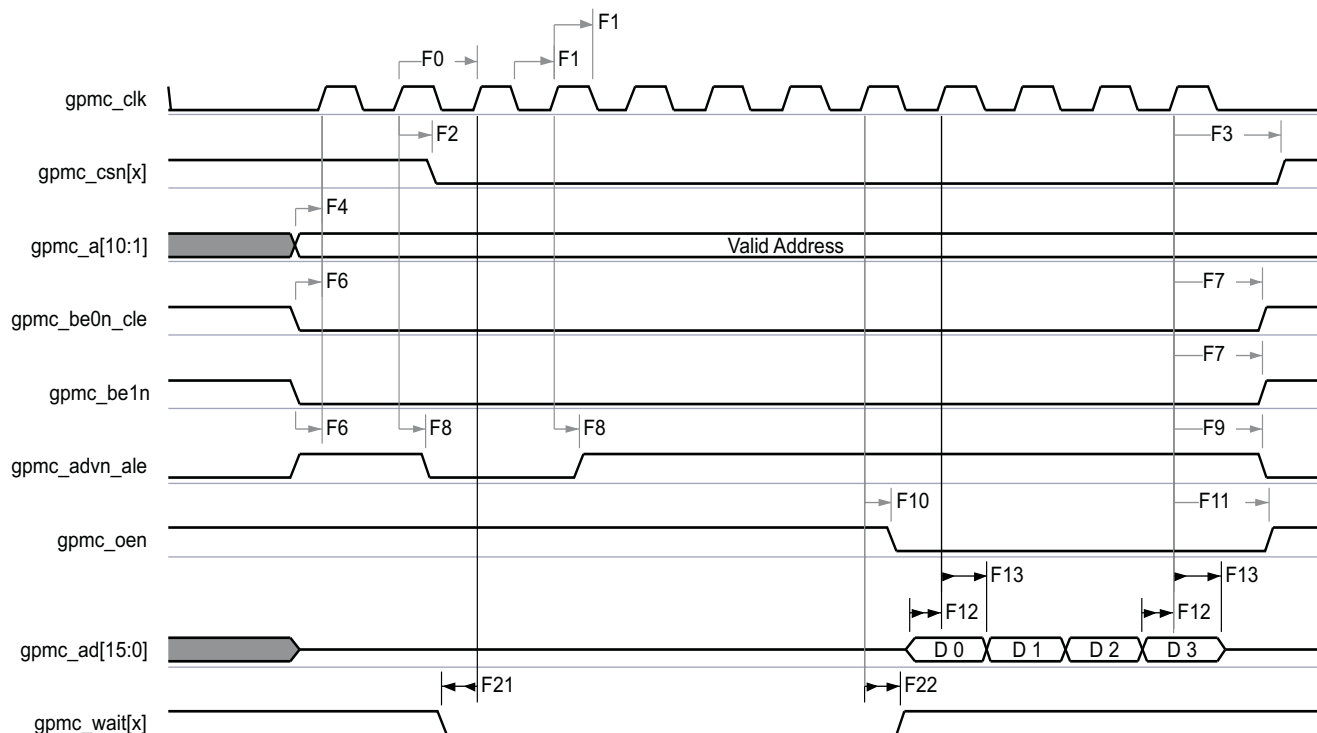 F1
F0 F1
gpmc_clk
F2 F3
gpmc_csn[x]
F4
gpmc_a[10:1] Valid Address
F6 F7
gpmc_be0n_cle
F7
gpmc_be1n
F6 F8 F8 F9
gpmc_advn_ale
F10 F11
gpmc_oen
F13 F13
F12 F12
gpmc_ad[15:0] D 0 D 1 D 2 D 3
F21 F22
gpmc_wait[x]